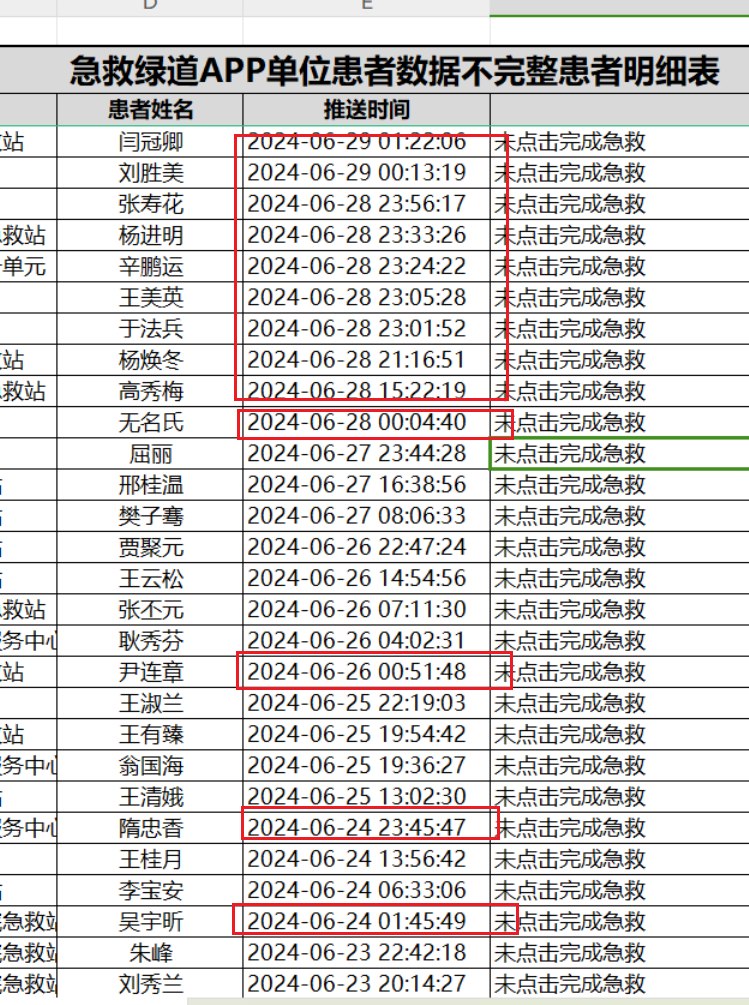 D E
急救绿道APP单位患者数据不完整患者明细表
患者姓名 推送时间
站 闫冠卿 2024-06-29 01:22:06 未点击完成急救
刘胜美 2024-06-29 00:13:19 未点击完成急救
张寿花 2024-06-28 23:56:17 未点击完成急救
救站 杨进明 2024-06-28 23:33:26 未点击完成急救
单元 辛鹏运 2024-06-28 23:24:22 未点击完成急救
王美英 2024-06-28 23:05:28 未点击完成急救
于法兵 2024-06-28 23:01:52 未点击完成急救
站 杨焕冬 2024-06-28 21:16:51 未点击完成急救
救站 高秀梅 2024-06-28 15:22:19 未点击完成急救
无名氏 2024-06-28 00:04:40 未点击完成急救
屈丽 2024-06-27 23:44:28 未点击完成急救
邢桂温 2024-06-27 16:38:56 未点击完成急救
樊子骞 2024-06-27 08:06:33 未点击完成急救
贾聚元 2024-06-26 22:47:24 未点击完成急救
王云松 2024-06-26 14:54:56 未点击完成急救
救站 张丕元 2024-06-26 07:11:30 未点击完成急救
务中心 耿秀芬 2024-06-26 04:02:31 未点击完成急救
站 尹连章 2024-06-26 00:51:48 未点击完成急救
王淑兰 2024-06-25 22:19:03 未点击完成急救
站 王有臻 2024-06-25 19:54:42 未点击完成急救
务中心 翁国海 2024-06-25 19:36:27 未点击完成急救
王清娥 2024-06-25 13:02:30 未点击完成急救
务中心 隋忠香 2024-06-24 23:45:47 未点击完成急救
王桂月 2024-06-24 13:56:42 未点击完成急救
李宝安 2024-06-24 06:33:06 未点击完成急救
急救站 吴宇昕 2024-06-24 01:45:49 未点击完成急救
急救站 朱峰 2024-06-23 22:42:18 未点击完成急救
急救站 刘秀兰 2024-06-23 20:14:27 未点击完成急救